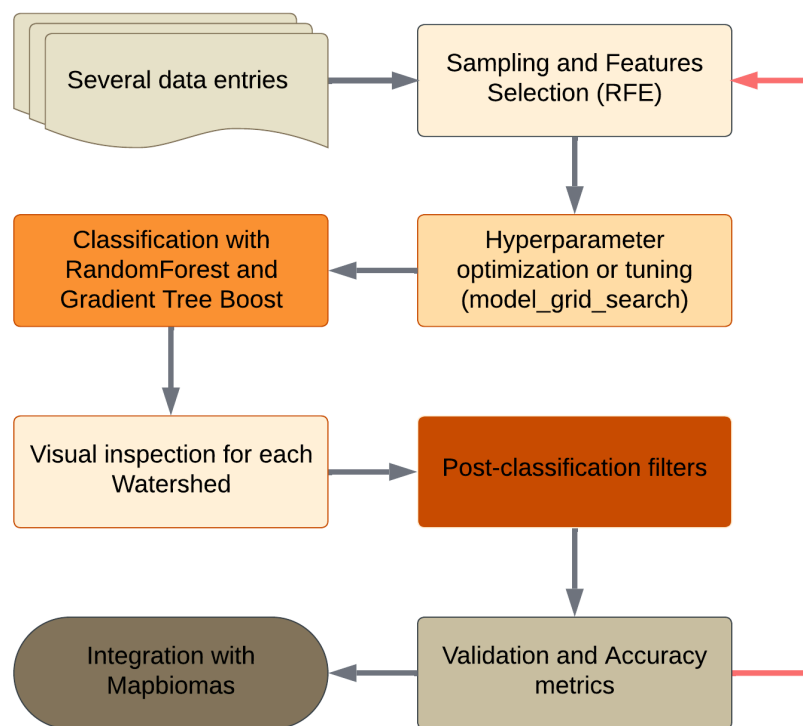 Several data entries
Sampling and Features
Selection (RFE)
Classification with
RandomForest and
Gradient Tree Boost
Hyperparameter
optimization or tuning
(model_grid_search)
Visual inspection for each
Watershed
Post-classification filters
Integration with
Mapbiomas
Validation and Accuracy
metrics